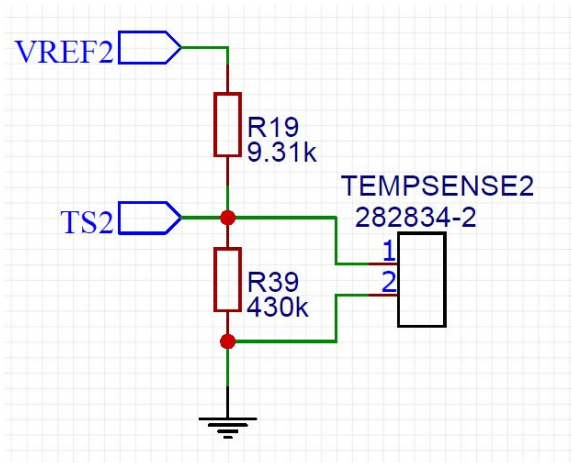 VREF2
R19
9.31k
TEMPSENSE2
282834-2
TS2
1
2
R39
430k